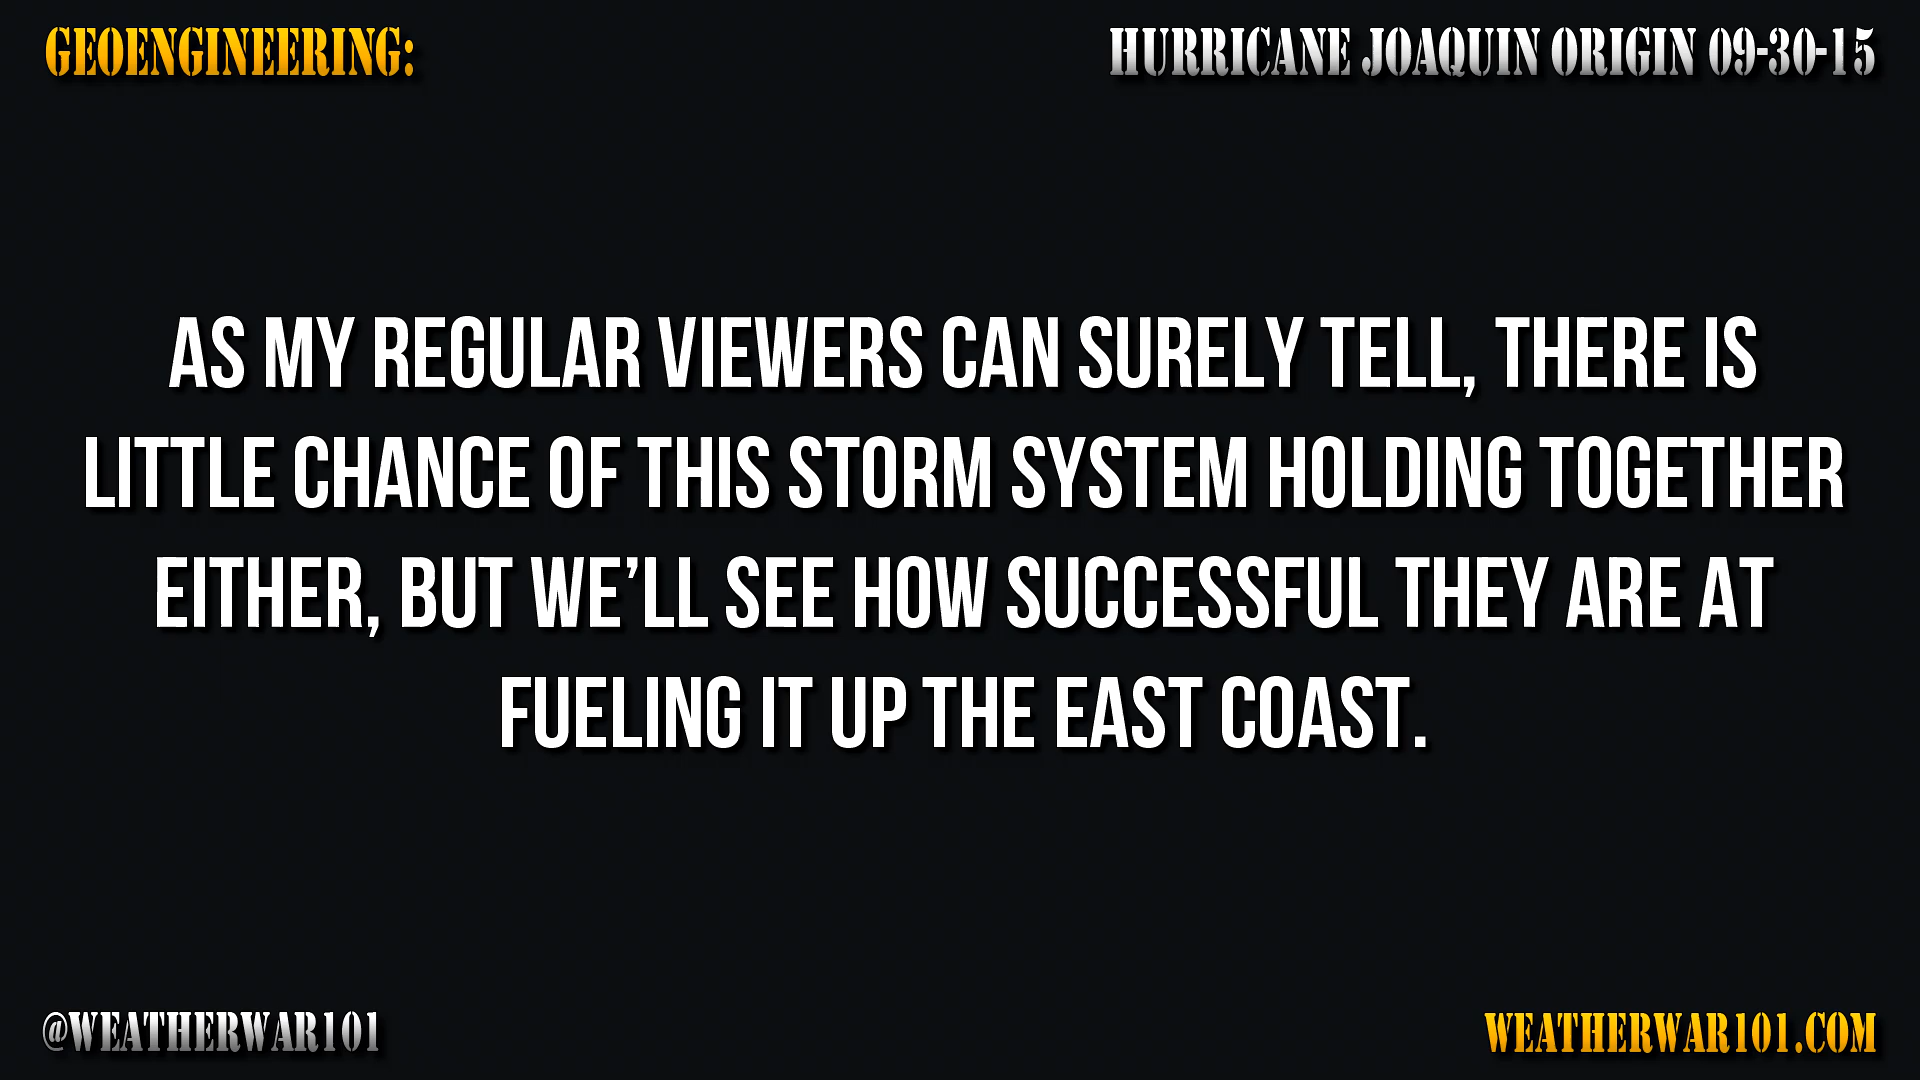 GEOENGINEERING:
HURRICANE JOAQUIN ORIGIN 09-30-15
AS MY REGULAR VIEWERS CAN SURELY TELL, THERE IS
LITTLE CHANCE OF THIS STORM SYSTEM HOLDING TOGETHER
EITHER, BUT WE'LL SEE HOW SUCCESSFUL THEY ARE AT
FUELING IT UP THE EAST COAST.
@WEATHERWAR101
WEATHERWAR101.COM